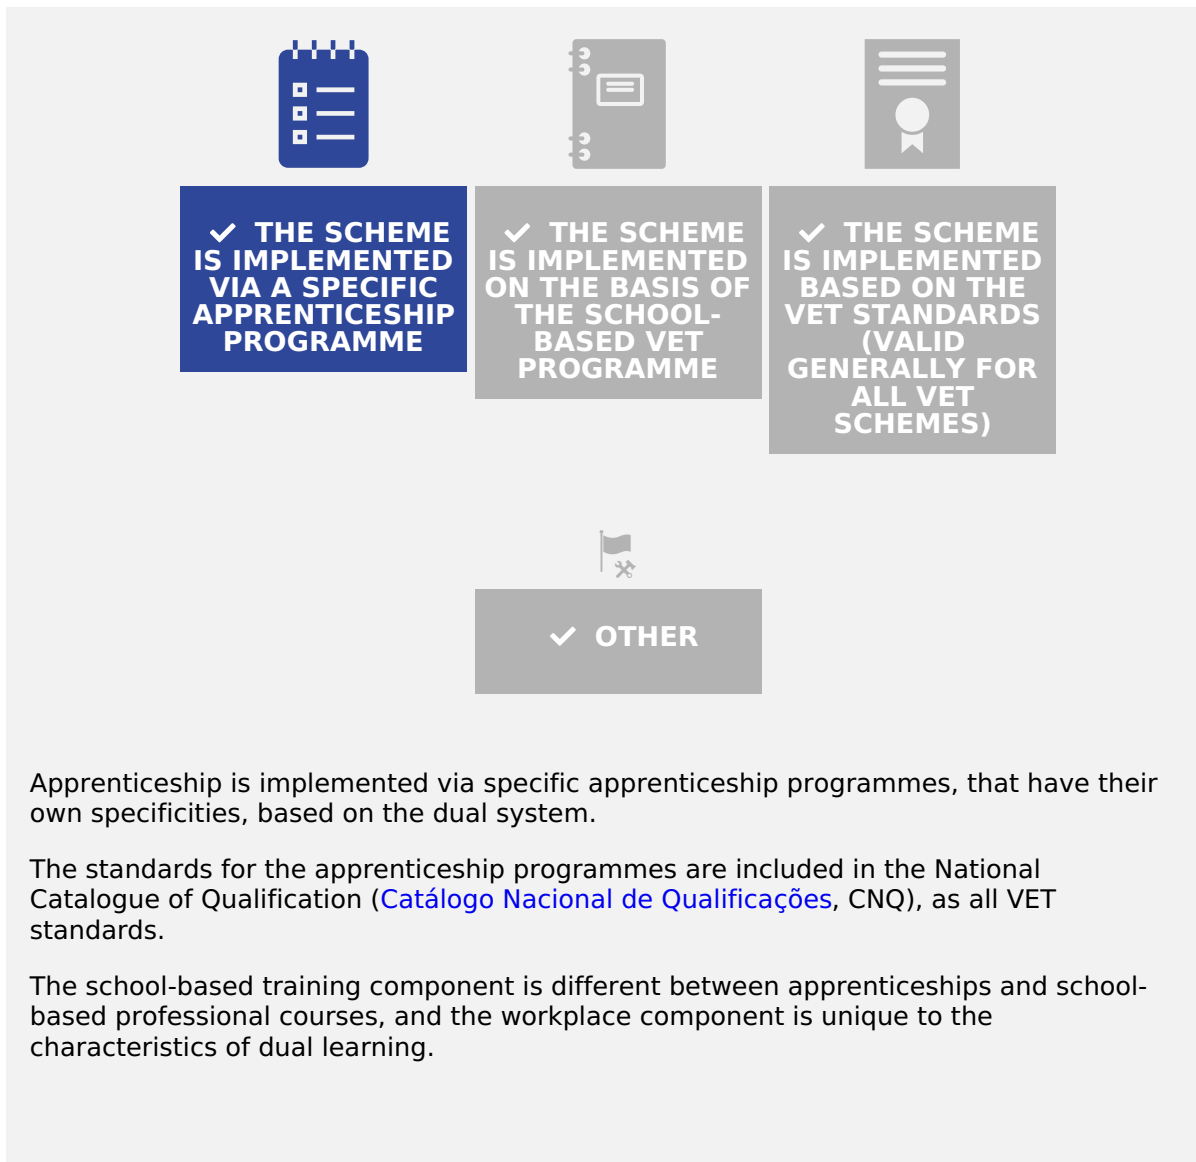 ✓ THE SCHEME
IS IMPLEMENTED
VIA A SPECIFIC
APPRENTICESHIP
PROGRAMME
✓ THE SCHEME
IS IMPLEMENTED
ON THE BASIS OF
THE SCHOOL-
BASED VET
PROGRAMME
✓ THE SCHEME
IS IMPLEMENTED
BASED ON THE
VET STANDARDS
(VALID
GENERALLY FOR
ALL VET
SCHEMES)
✓ OTHER
Apprenticeship is implemented via specific apprenticeship programmes, that have their
own specificities, based on the dual system.
The standards for the apprenticeship programmes are included in the National
Catalogue of Qualification (Catálogo Nacional de Qualificações, CNQ), as all VET
standards.
The school-based training component is different between apprenticeships and school-
based professional courses, and the workplace component is unique to the
characteristics of dual learning.